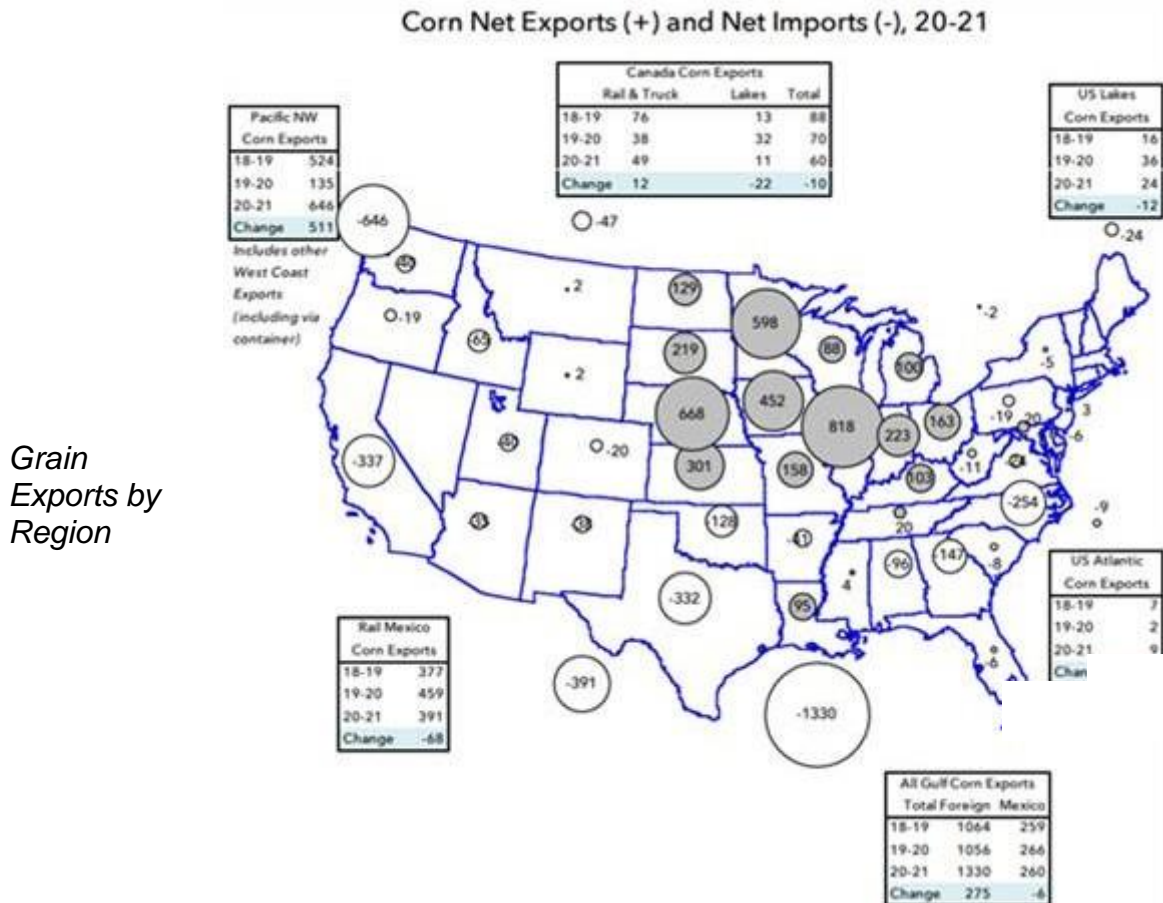 Corn Net Exports (+) and Net Imports (-), 20-21
Canada Corn Exports
Rail & Truck Lakes Total
18-19 76 13 88
19-20 38 32 70
20-21 49 11 60
Change 12 -22 -10
Pacific NW
Corn Exports
18-19 524
19-20 135
20-21 646
Change 511
Includes other
West Coast
Exports
(including via
container)
US Lakes
Corn Exports
18-19 16
19-20 36
20-21 24
Change -12
-646
-47
-24
2
129
598
-2
-19
-65
219
88
100
-5
2
668
452
818
223
163
-19
-20
3
-6
-337
-20
301
158
103
-11
-254
-9
-128
-41
20
-147
-8
-96
4
-332
95
-6
-391
-1330
Grain
Exports by
Region
US Atlantic
Corn Exports
18-19 7
19-20 2
20-21 9
Chan
Rail Mexico
Corn Exports
18-19 377
19-20 459
20-21 391
Change -68
All Gulf Corn Exports
Total Foreign Mexico
18-19 1064 259
19-20 1056 266
20-21 1330 260
Change 275 -6